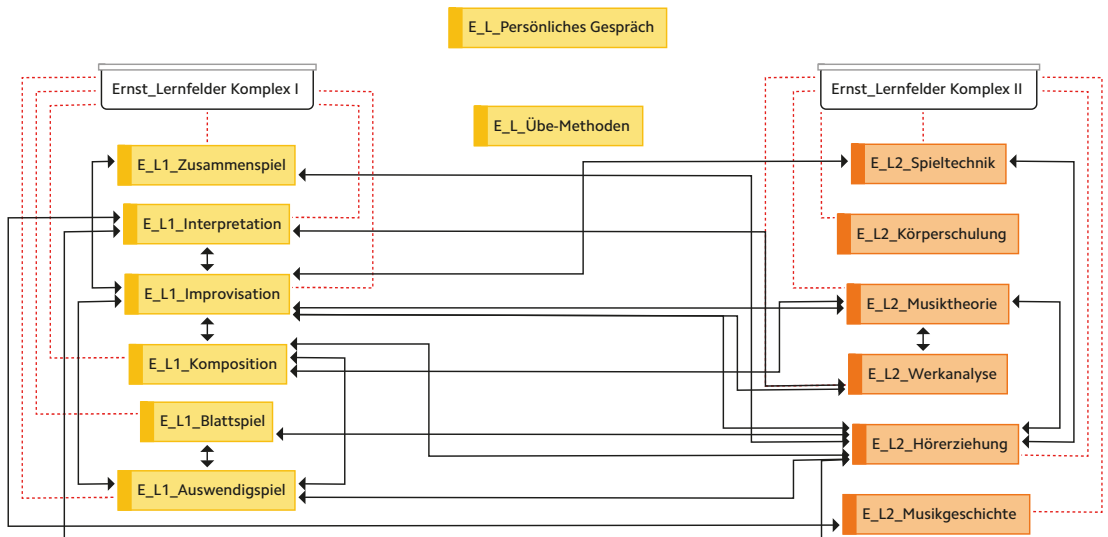 E_L_Persönliches Gespräch
Ernst_Lernfelder Komplex I
Ernst_Lernfelder Komplex II
E_L_Übe-Methoden
E_L1_Zusammenspiel
E_L2_Spieltechnik
E_L1_Interpretation
E_L2_Körperschulung
E_L1_Improvisation
E_L2_Musiktheorie
E_L1_Komposition
E_L2_Werkanalyse
E_L1_Blattspiel
E_L2_Hörerziehung
E_L1_Auswendigspiel
E_L2_Musikgeschichte